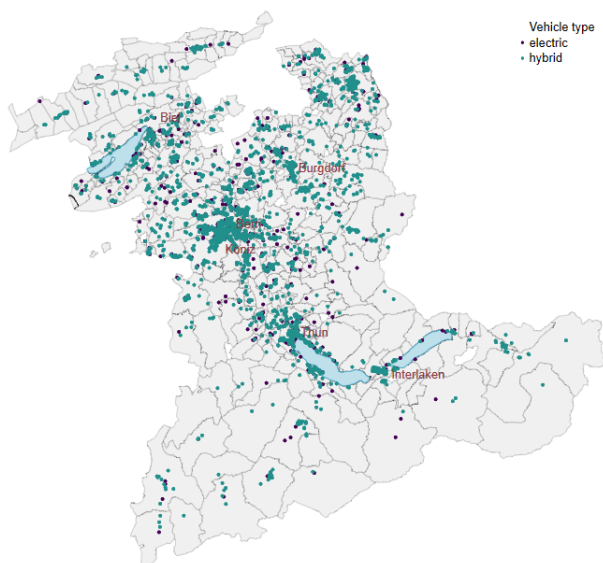 Vehicle type
electric
hybrid
Biel
Burgdorf
Bern
Köniz
Thun
Interlaken